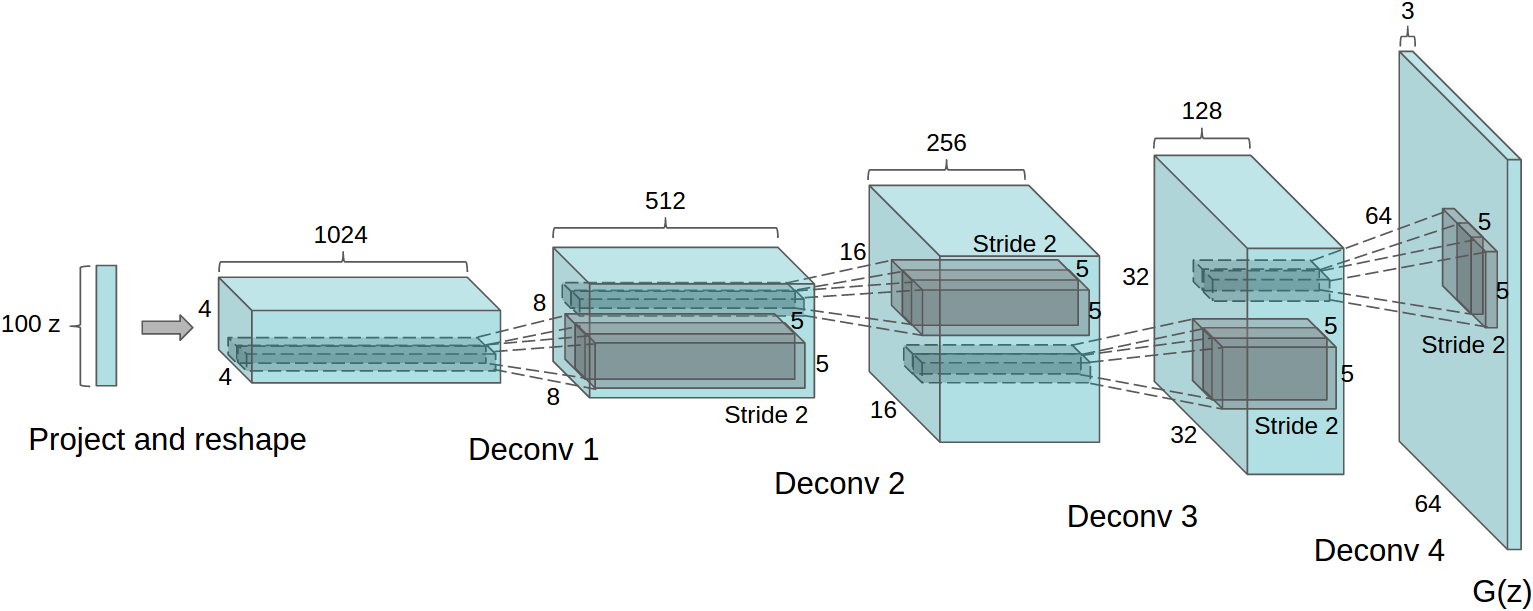 100 z
Project and reshape
1024
4
4
Deconv 1
512
8
8
5
5
Stride 2
Deconv 2
256
16
16
Stride 2
5
5
Deconv 3
128
32
32
5
5
Stride 2
Deconv 4
3
64
64
5
5
Stride 2
G(z)